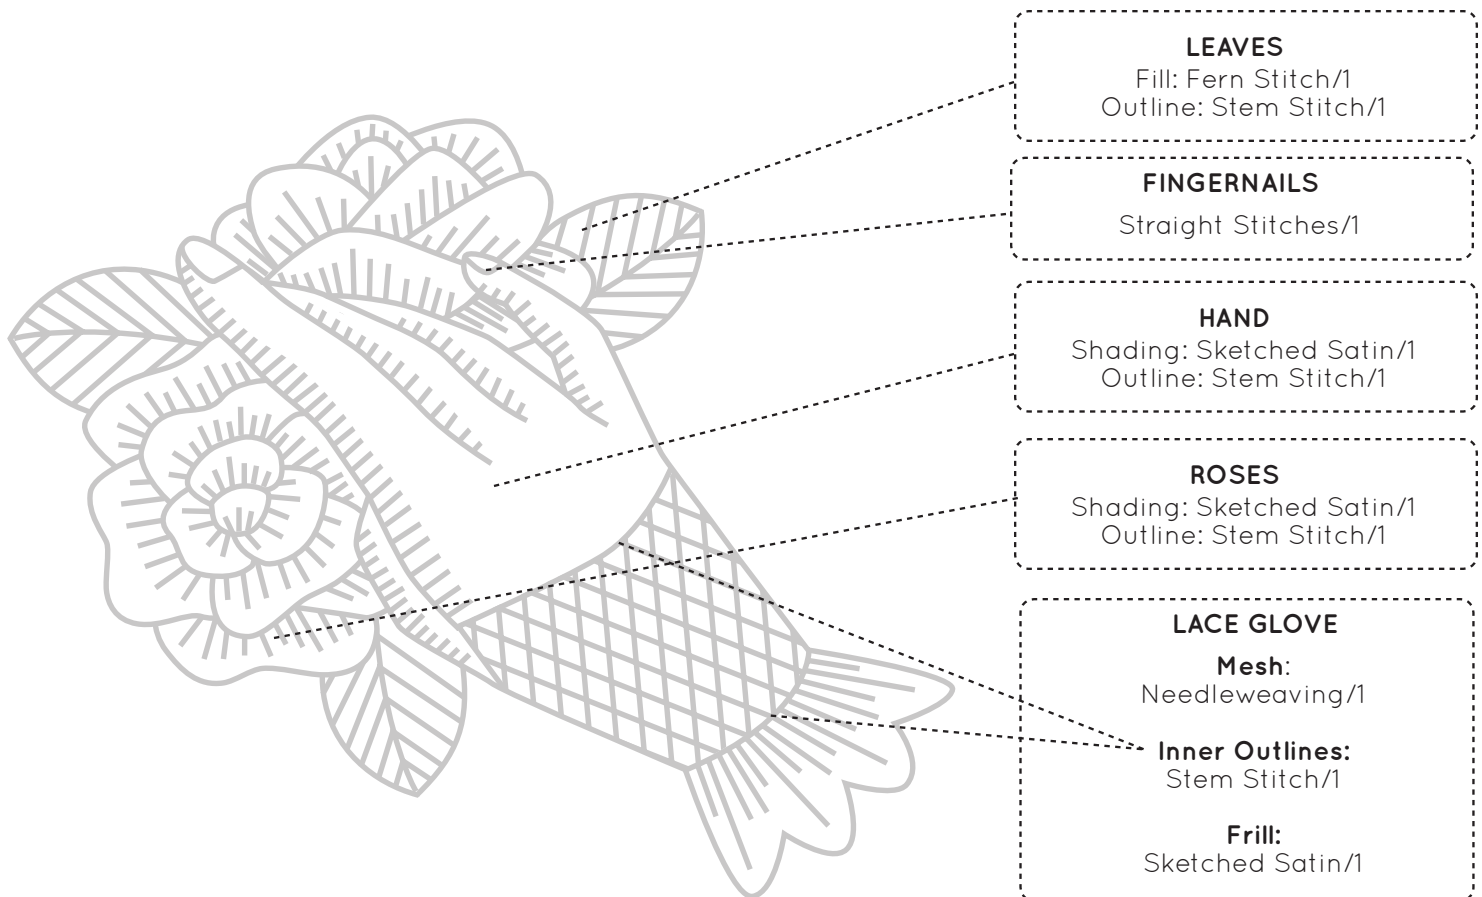 LEAVES
Fill: Fern Stitch/1
Outline: Stem Stitch/1
FINGERNAILS
Straight Stitches/1
HAND
Shading: Sketched Satin/1
Outline: Stem Stitch/1
ROSES
Shading: Sketched Satin/1
Outline: Stem Stitch/1
LACE GLOVE
Mesh:
Needleweaving/1
Inner Outlines:
Stem Stitch/1
Frill:
Sketched Satin/1